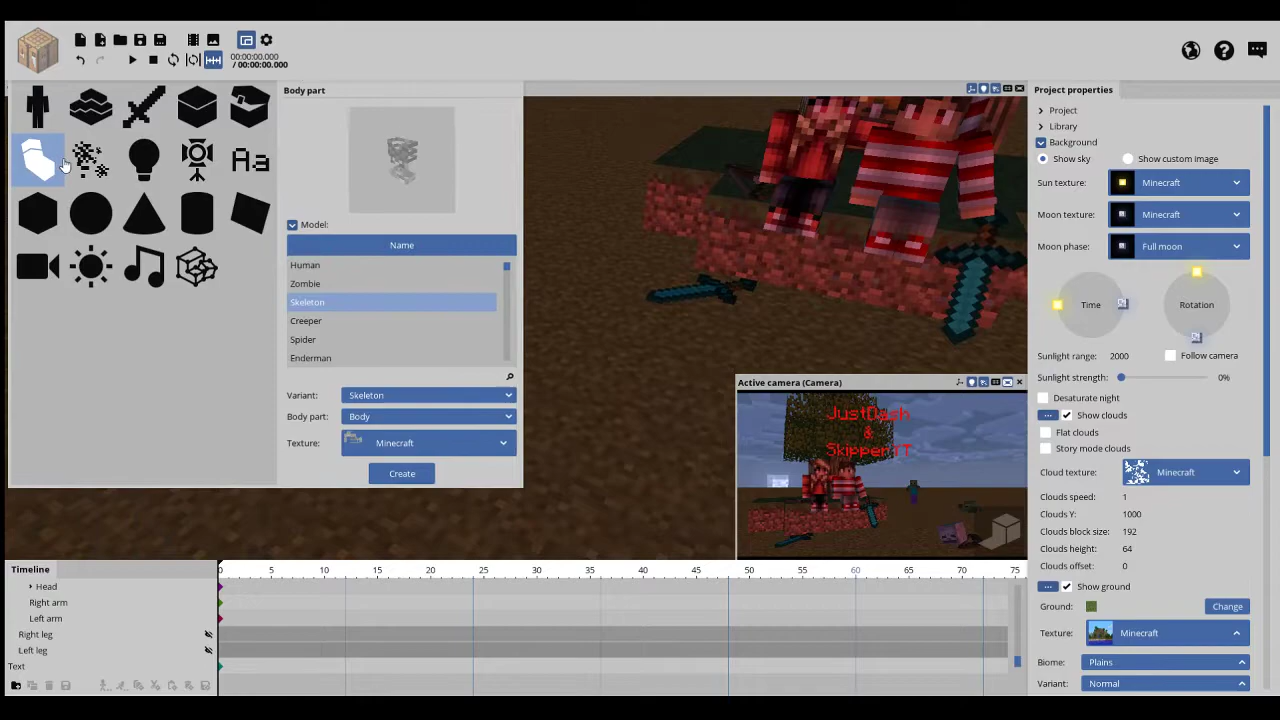 00:00:00.000
/ 00:00:00.000
Aa
Body part
Model:
Name
Human
Zombie
Skeleton
Creeper
Spider
Enderman
Variant:
Skeleton
Body part:
Body
Texture:
Minecraft
Create
Active camera (Camera)
JustDash
&
SkipperTT
Project properties
Project
Library
Background
Show sky
Show custom image
Sun texture:
Minecraft
Moon texture:
Minecraft
Moon phase:
Full moon
Time
Rotation
Sunlight range:
2000
Follow camera
Sunlight strength:
0%
Desaturate night
Show clouds
Flat clouds
Story mode clouds
Cloud texture:
Minecraft
Clouds speed:
1
Clouds Y:
1000
Clouds block size:
192
Clouds height:
64
Clouds offset:
0
Show ground
Ground:
Change
Texture:
Minecraft
Biome:
Plains
Variant:
Normal
Timeline
0 5 10 15 20 25 30 35 40 45 50 55 60 65 70 75
Head
Right arm
Left arm
Right leg
Left leg
Text